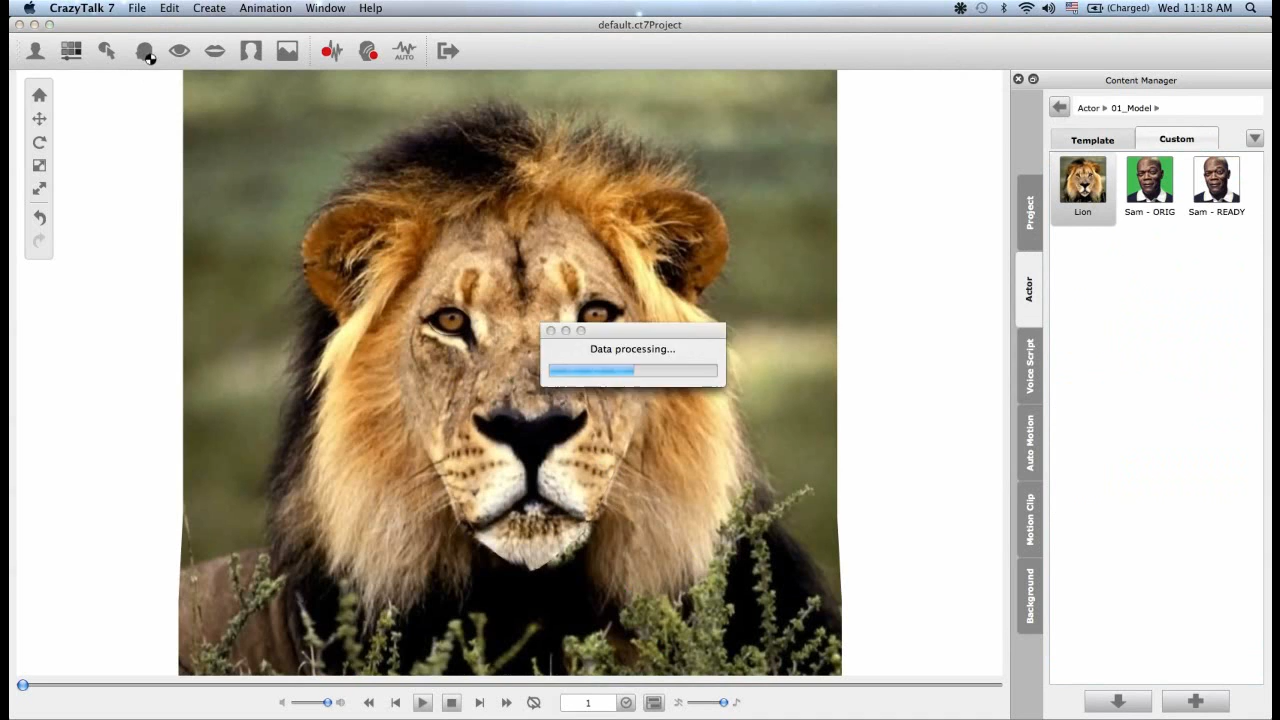 CrazyTalk 7 File Edit Create Animation Window Help (Charged) Wed 11:18 AM
default.ct7Project
AUTO
Content Manager
Actor 01_Model
Template Custom
Lion Sam - ORIG Sam - READY
Project
Actor
Voice Script
Auto Motion
Motion Clip
Background
Data processing...
1